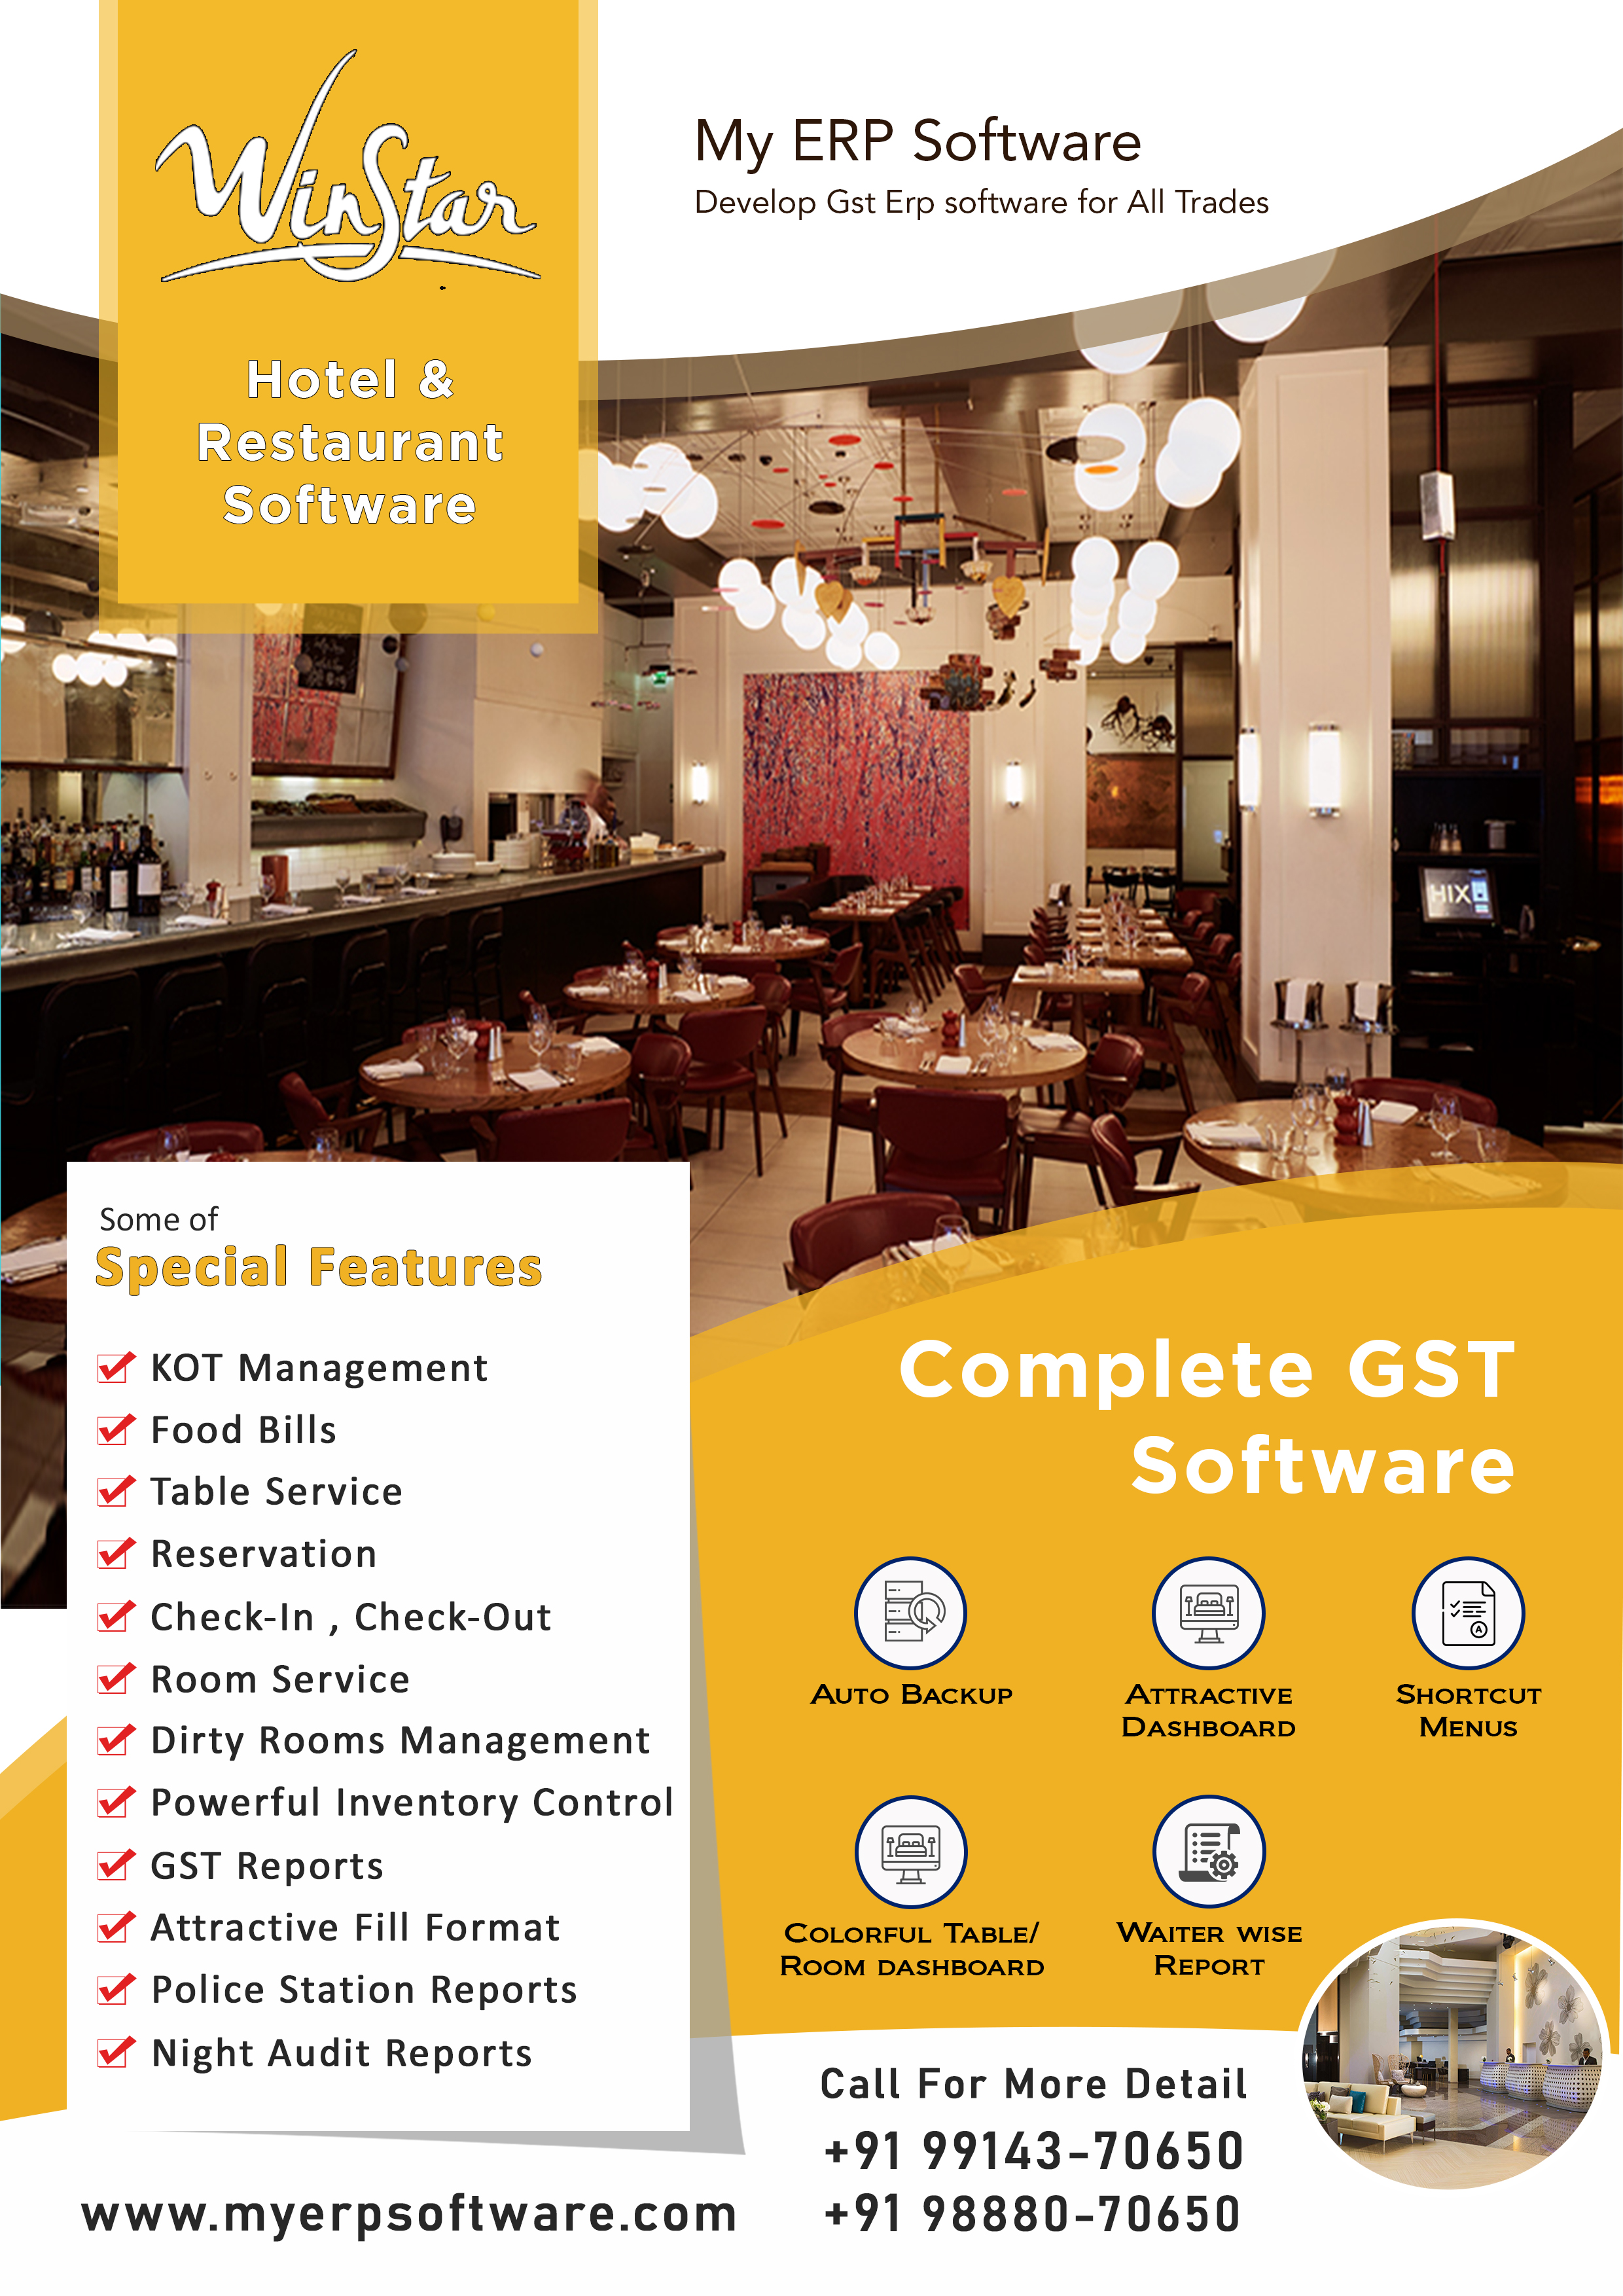 WinStar
Hotel &
Restaurant
Software
My ERP Software
Develop Gst Erp software for All Trades
HIX
Some of
Special Features
KOT Management
Food Bills
Table Service
Reservation
Check-In , Check-Out
Room Service
Dirty Rooms Management
Powerful Inventory Control
GST Reports
Attractive Fill Format
Police Station Reports
Night Audit Reports
Complete GST
Software
Auto Backup
Attractive
Dashboard
A
Shortcut
Menus
Colorful Table/
Room dashboard
Waiter wise
Report
Call For More Detail
+91 99143-70650
+91 98880-70650
www.myerpsoftware.com